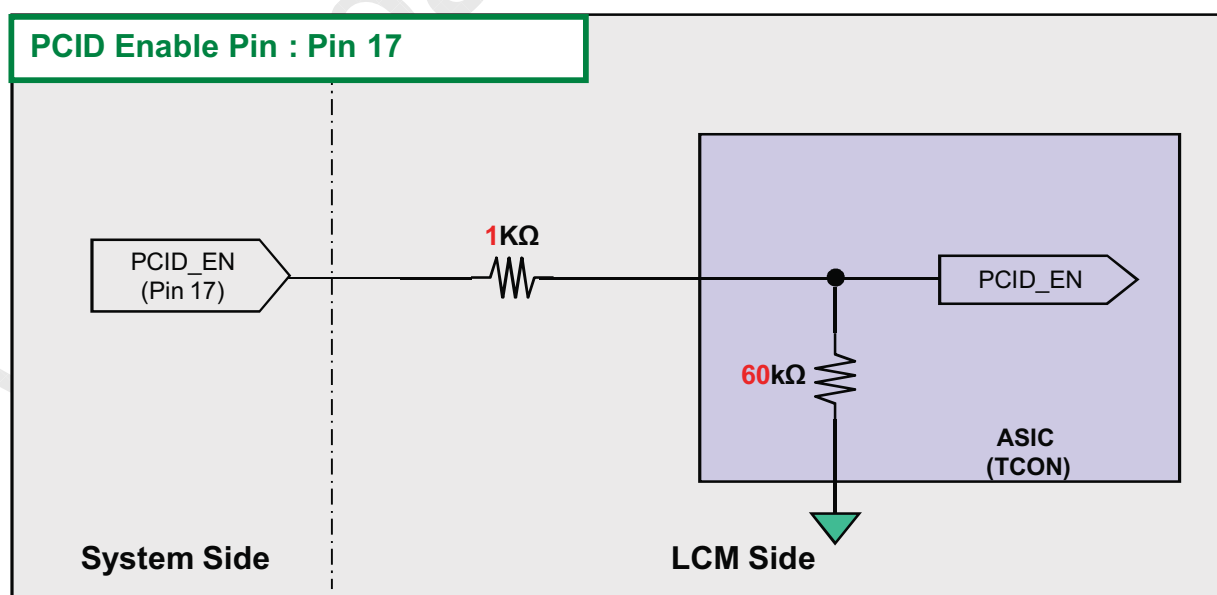 PCID Enable Pin : Pin 17
1KΩ
PCID_EN
(Pin 17)
PCID_EN
60kΩ
ASIC
(TCON)
System Side
LCM Side